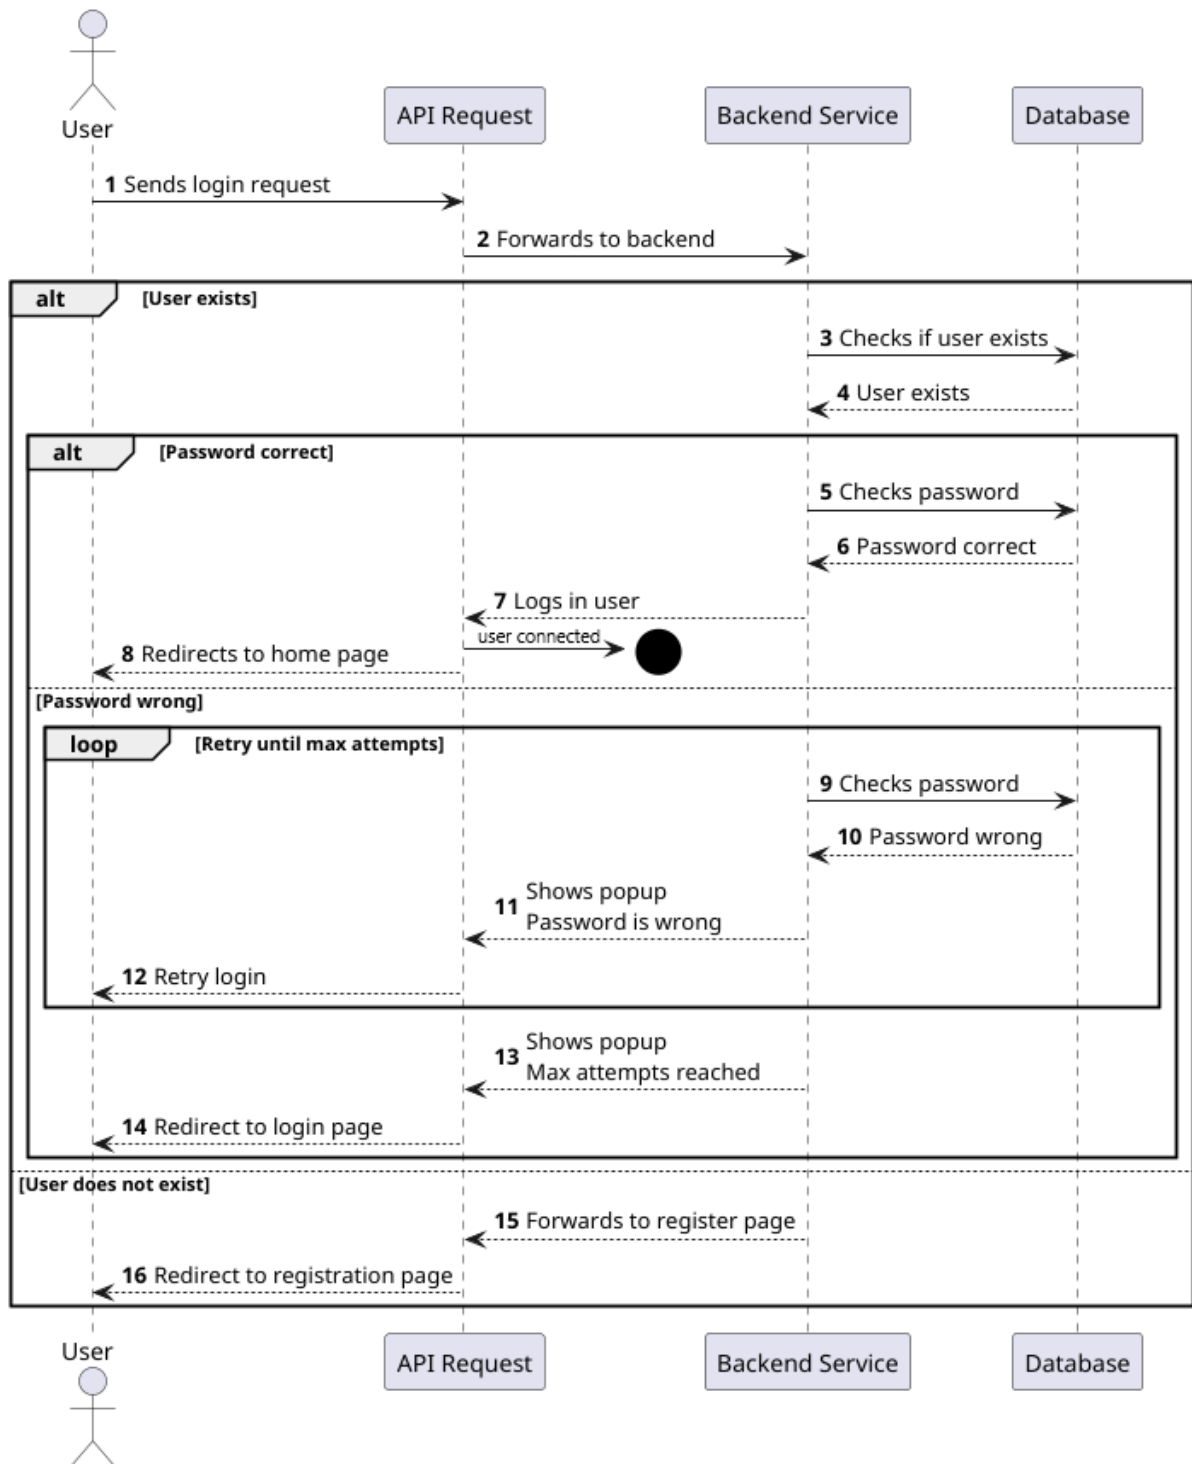 User
API Request
Backend Service
Database
1 Sends login request
2 Forwards to backend
alt [User exists]
3 Checks if user exists
4 User exists
alt [Password correct]
5 Checks password
6 Password correct
7 Logs in user
user connected
8 Redirects to home page
[Password wrong]
loop [Retry until max attempts]
9 Checks password
10 Password wrong
11 Shows popup
Password is wrong
12 Retry login
13 Shows popup
Max attempts reached
14 Redirect to login page
[User does not exist]
15 Forwards to register page
16 Redirect to registration page
User
API Request
Backend Service
Database